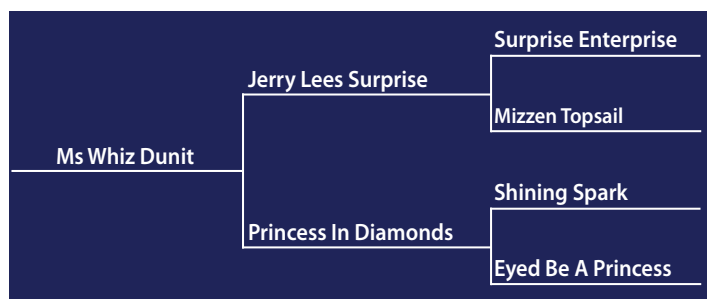 Surprise Enterprise
Jerry Lees Surprise
Mizzen Topsail
Ms Whiz Dunit
Shining Spark
Princess In Diamonds
Eyed Be A Princess